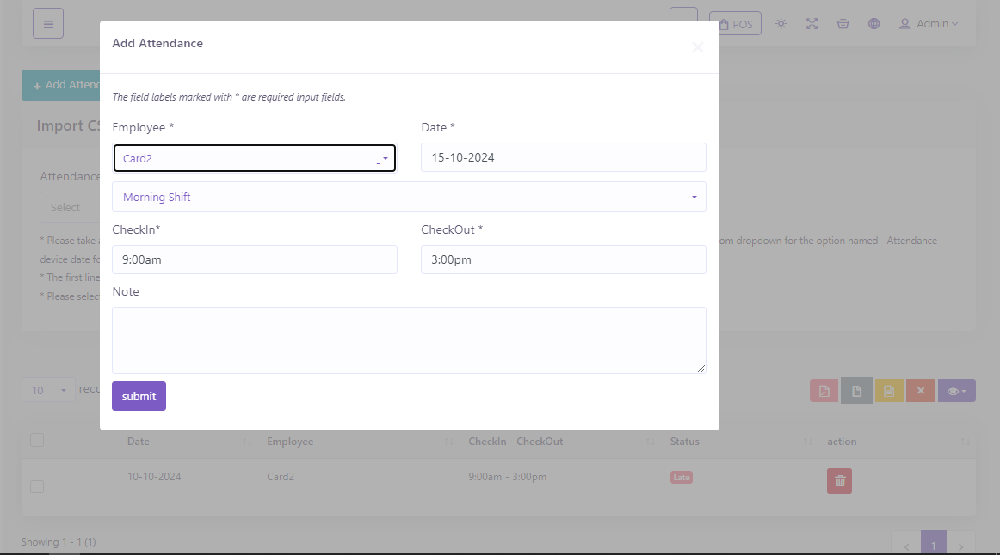 POS
Admin
Add Attendance
+ Add Attend
The field labels marked with * are required input fields.
Import CS
Employee *
Date *
Card2
15-10-2024
Attendance
Morning Shift
Select
CheckIn*
CheckOut *
* Please take a
om dropdown for the option named- 'Attendance
9:00am
3:00pm
device date fo
* The first line
Note
* Please select
10
reco
submit
Date
Employee
CheckIn - CheckOut
Status
action
10-10-2024
Card2
9:00am - 3:00pm
Late
Showing 1 - 1 (1)
‹
1
›